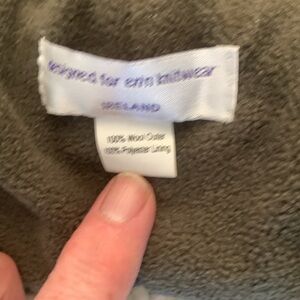 designed for erin knitwear
IRELAND
100% Wool Outer
100% Polyester Lining